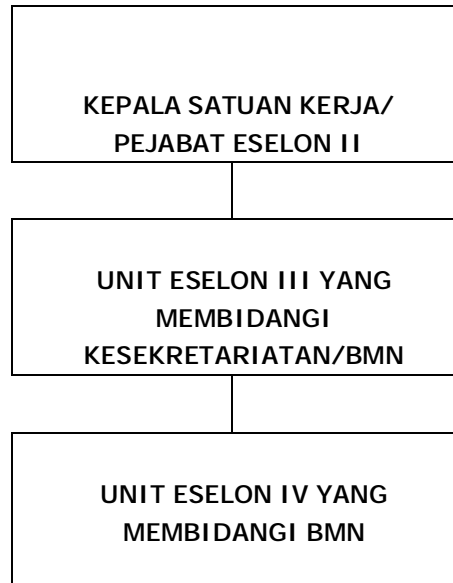 KEPALA SATUAN KERJA/
PEJABAT ESELON II
UNIT ESELON III YANG
MEMBIDANGI
KESEKRETARIATAN/BMN
UNIT ESELON IV YANG
MEMBIDANGI BMN